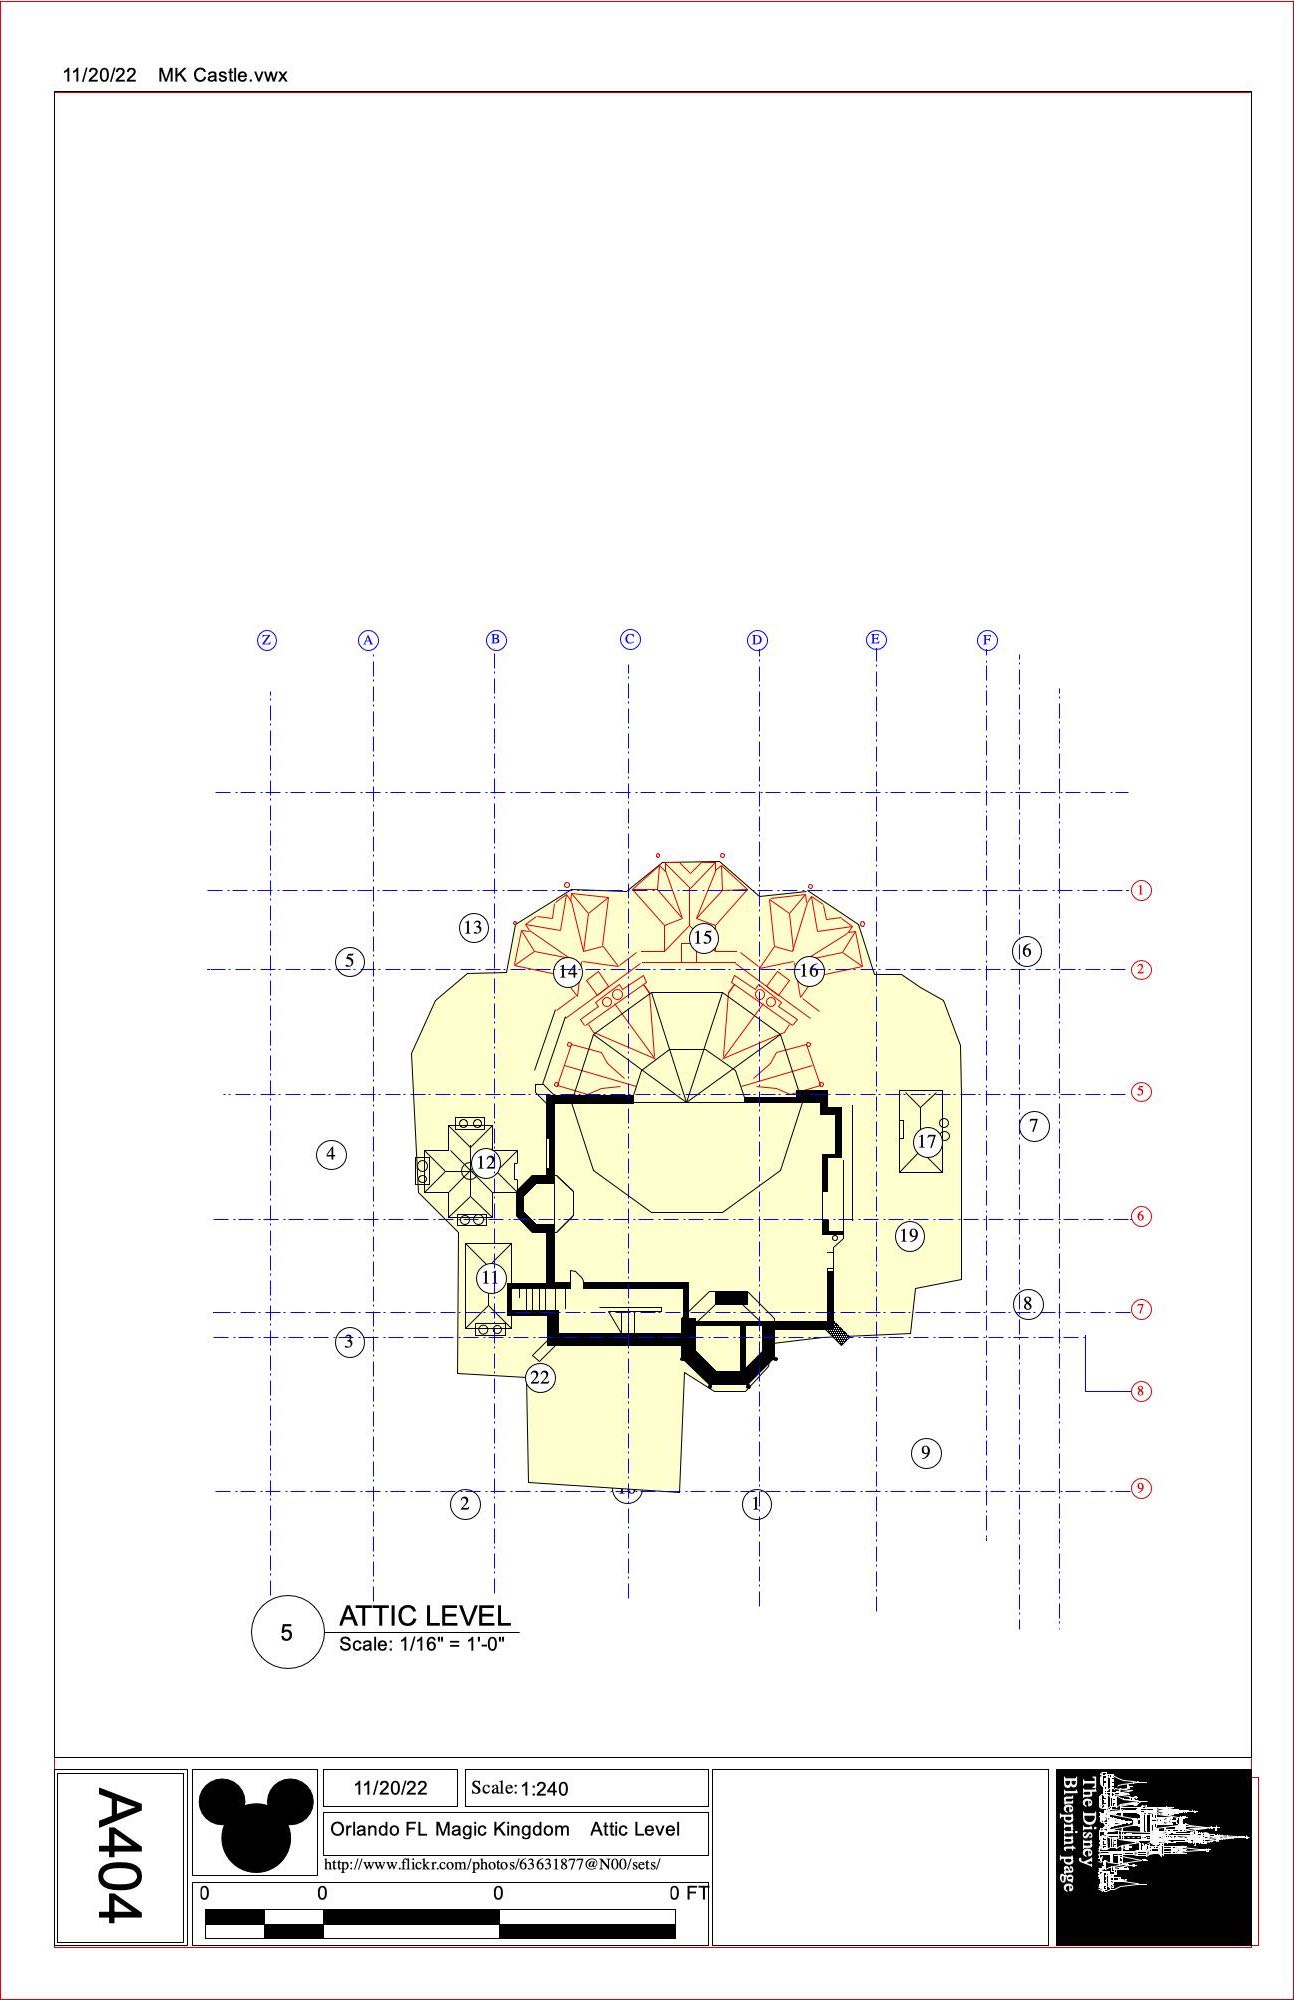 11/20/22 MK Castle.vwx
Z A B C D E F
1
13
15
5
6
14
16
2
5
7
17
4
12
6
19
11
8
7
3
22
8
9
9
2
1
5
ATTIC LEVEL
Scale: 1/16" = 1'-0"
A404
11/20/22
Scale: 1:240
Orlando FL Magic Kingdom Attic Level
http://www.flickr.com/photos/63631877@N00/sets/
0 0 0 0 FT
The Disney
Blueprint page